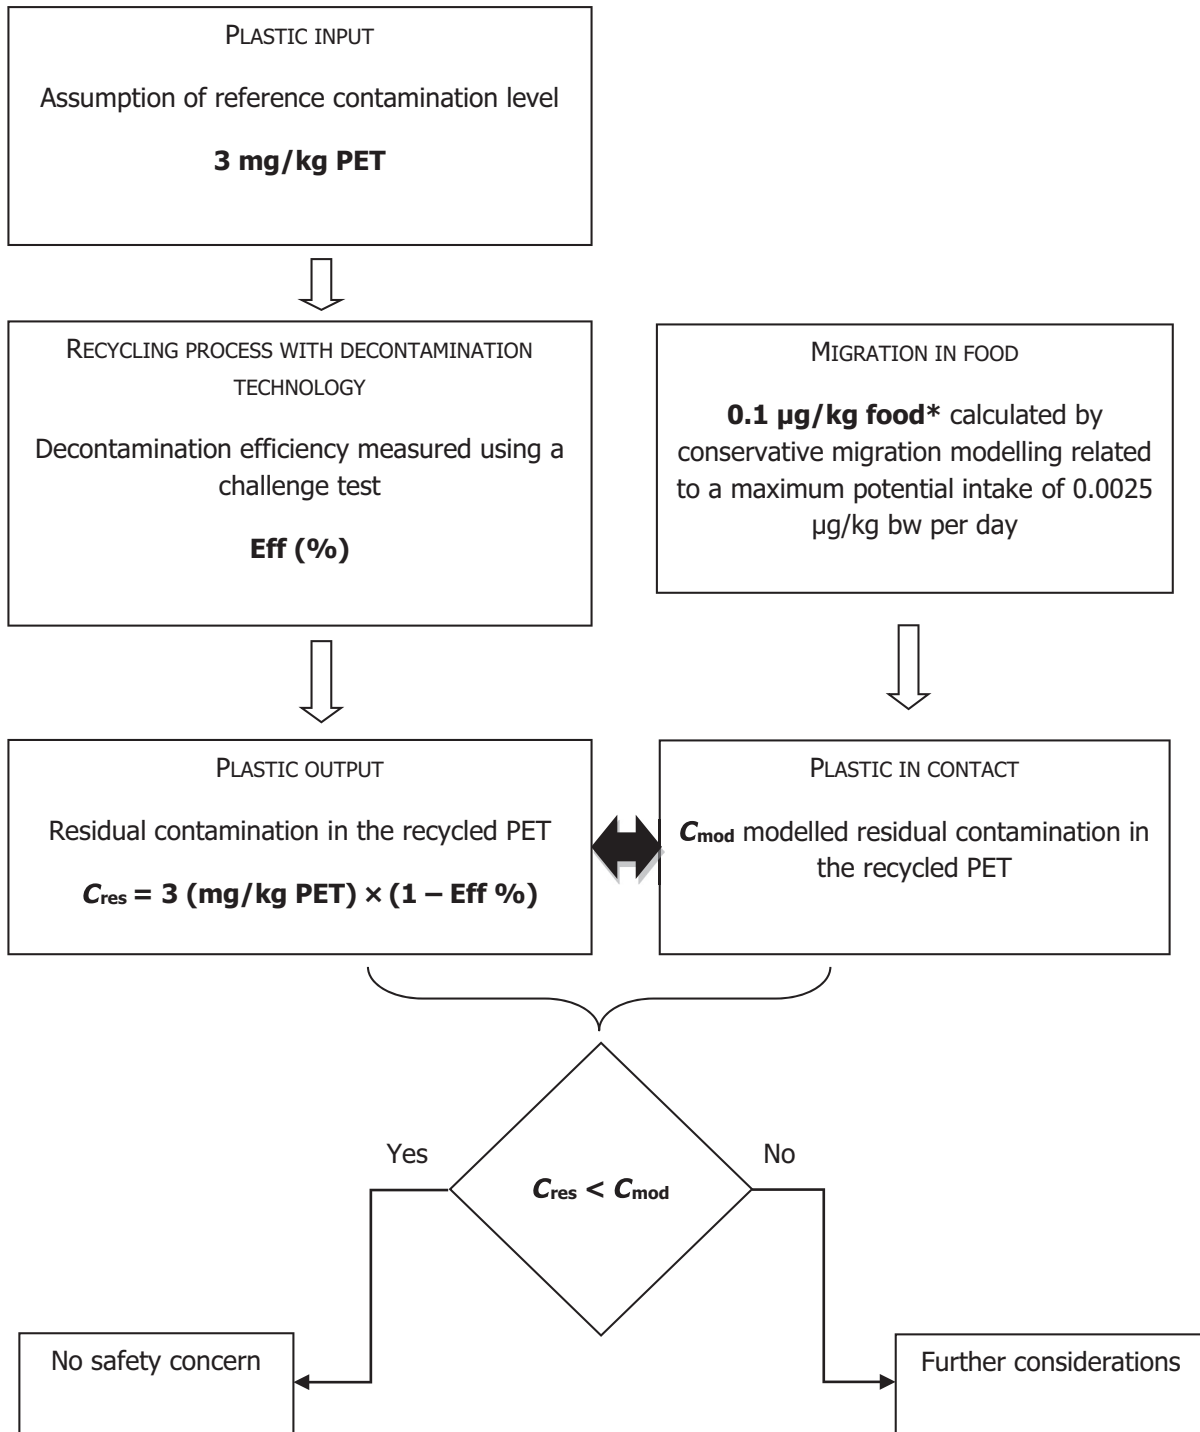 PLASTIC INPUT
Assumption of reference contamination level
3 mg/kg PET
RECYCLING PROCESS WITH DECONTAMINATION
TECHNOLOGY
Decontamination efficiency measured using a
challenge test
Eff (%)
MIGRATION IN FOOD
0.1 µg/kg food* calculated by
conservative migration modelling related
to a maximum potential intake of 0.0025
µg/kg bw per day
PLASTIC OUTPUT
Residual contamination in the recycled PET
Cres = 3 (mg/kg PET) × (1 – Eff %)
PLASTIC IN CONTACT
Cmod modelled residual contamination in
the recycled PET
Yes
No
Cres < Cmod
No safety concern
Further considerations